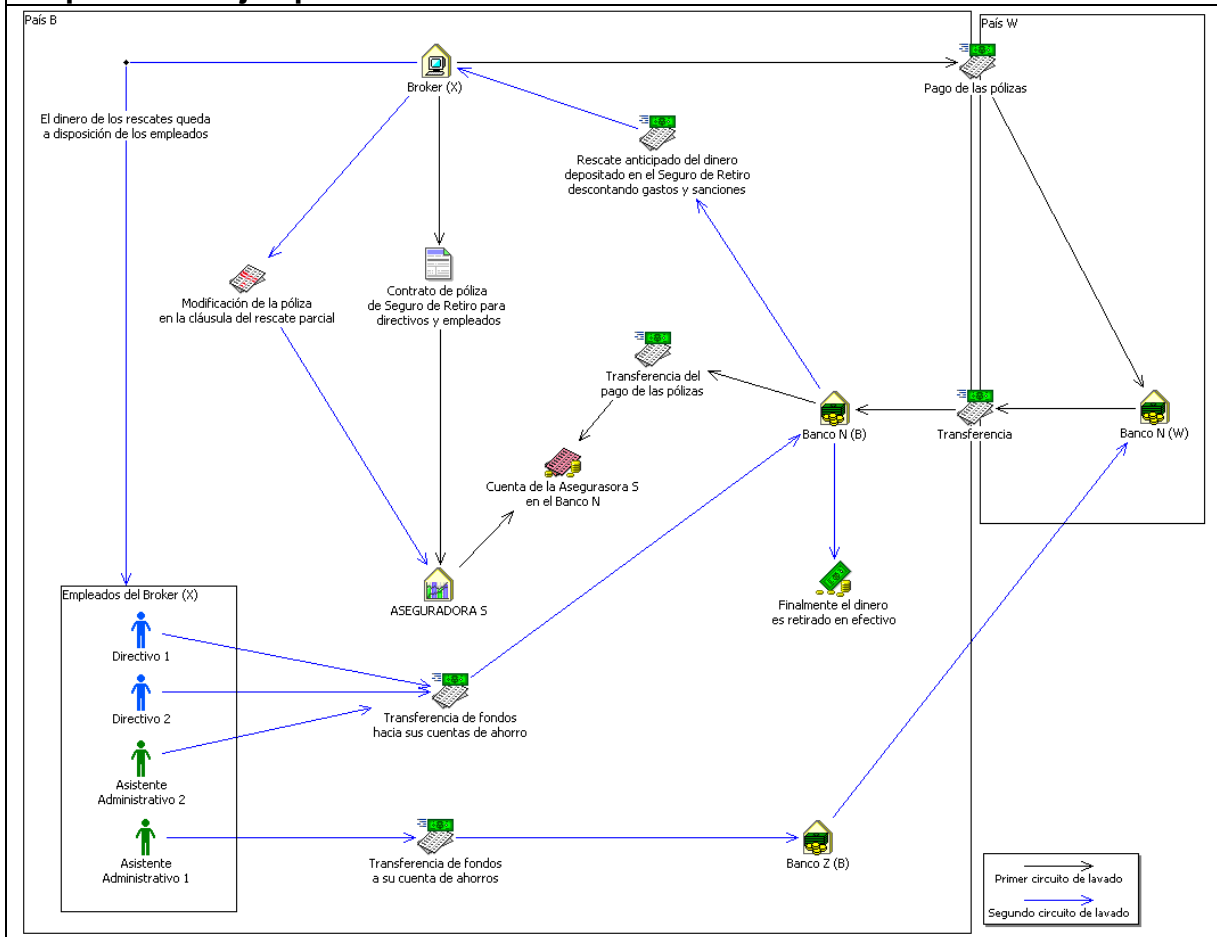 País B
País W
Broker (X)
Pago de las pólizas
El dinero de los rescates queda
a disposición de los empleados
Rescate anticipado del dinero
depositado en el Seguro de Retiro
descontando gastos y sanciones
Modificación de la póliza
en la cláusula del rescate parcial
Contrato de póliza
de Seguro de Retiro para
directivos y empleados
Transferencia del
pago de las pólizas
Banco N (B)
Transferencia
Banco N (W)
Cuenta de la Asegurasora S
en el Banco N
ASEGURADORA S
Finalmente el dinero
es retirado en efectivo
Empleados del Broker (X)
Directivo 1
Directivo 2
Transferencia de fondos
hacia sus cuentas de ahorro
Asistente
Administrativo 2
Asistente
Administrativo 1
Transferencia de fondos
a su cuenta de ahorros
Banco Z (B)
Primer circuito de lavado
Segundo circuito de lavado